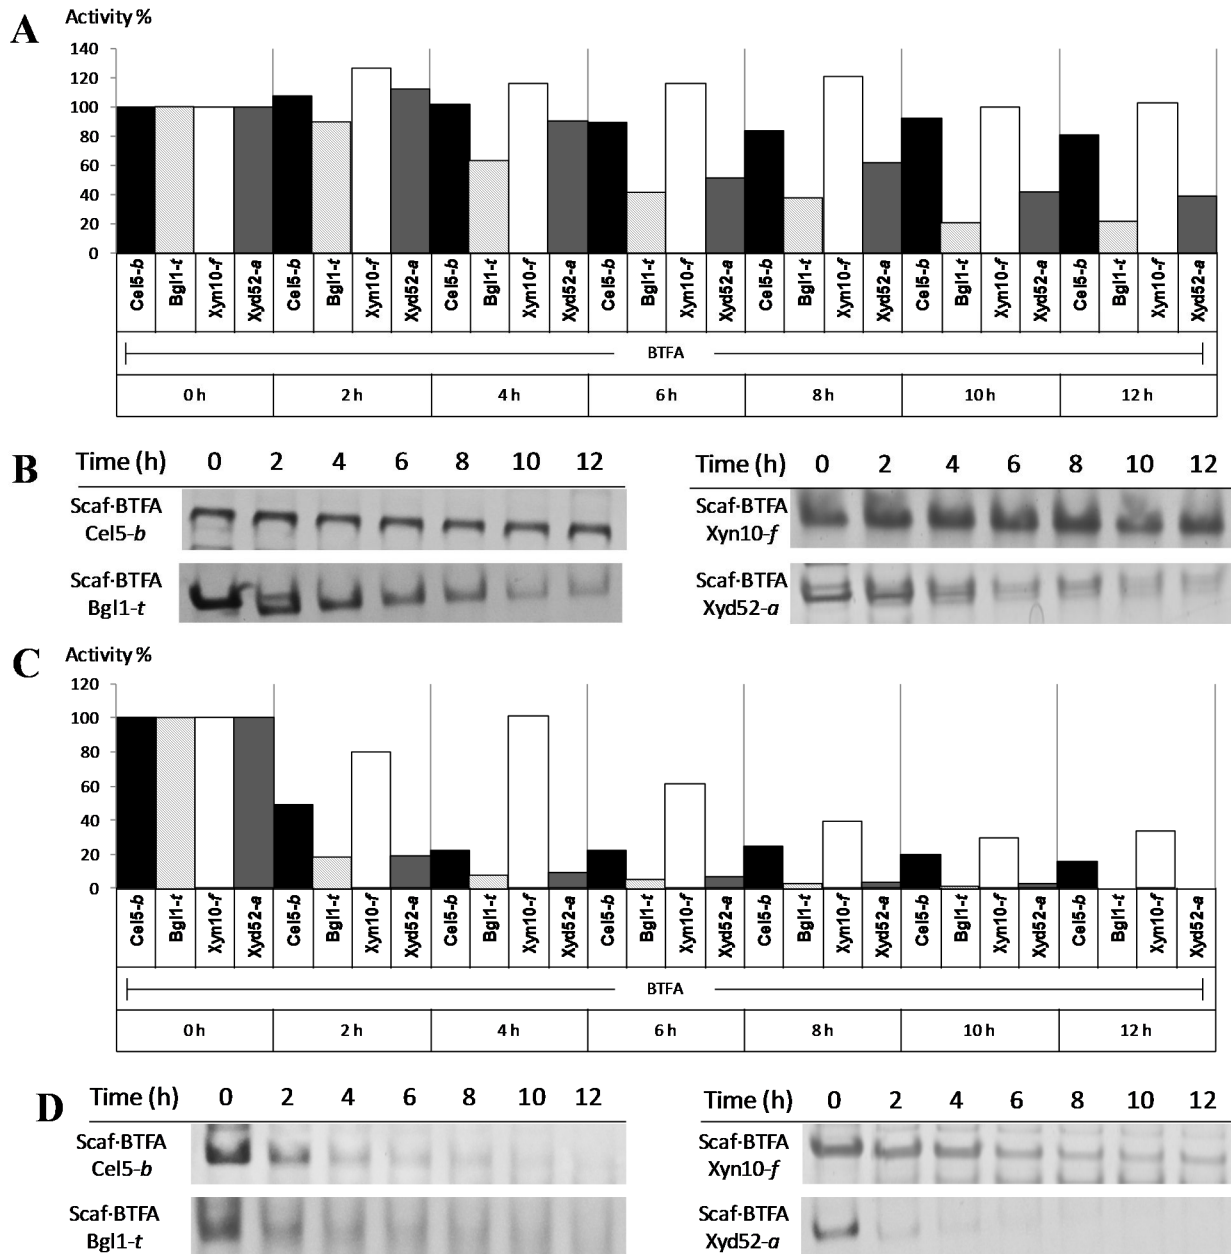 A
Activity %
140
120
100
80
60
40
20
0
Cel5-b Bgl1-t Xyn10-f Xyd52-a Cel5-b Bgl1-t Xyn10-f Xyd52-a Cel5-b Bgl1-t Xyn10-f Xyd52-a Cel5-b Bgl1-t Xyn10-f Xyd52-a Cel5-b Bgl1-t Xyn10-f Xyd52-a Cel5-b Bgl1-t Xyn10-f Xyd52-a Cel5-b Bgl1-t Xyn10-f Xyd52-a
BTFA
0 h 2 h 4 h 6 h 8 h 10 h 12 h
B
Time (h) 0 2 4 6 8 10 12
Scaf·BTFA
Cel5-b
Scaf·BTFA
Bgl1-t
Time (h) 0 2 4 6 8 10 12
Scaf·BTFA
Xyn10-f
Scaf·BTFA
Xyd52-a
C
Activity %
120
100
80
60
40
20
0
Cel5-b Bgl1-t Xyn10-f Xyd52-a Cel5-b Bgl1-t Xyn10-f Xyd52-a Cel5-b Bgl1-t Xyn10-f Xyd52-a Cel5-b Bgl1-t Xyn10-f Xyd52-a Cel5-b Bgl1-t Xyn10-f Xyd52-a Cel5-b Bgl1-t Xyn10-f Xyd52-a Cel5-b Bgl1-t Xyn10-f Xyd52-a
BTFA
0 h 2 h 4 h 6 h 8 h 10 h 12 h
D
Time (h) 0 2 4 6 8 10 12
Scaf·BTFA
Cel5-b
Scaf·BTFA
Bgl1-t
Time (h) 0 2 4 6 8 10 12
Scaf·BTFA
Xyn10-f
Scaf·BTFA
Xyd52-a